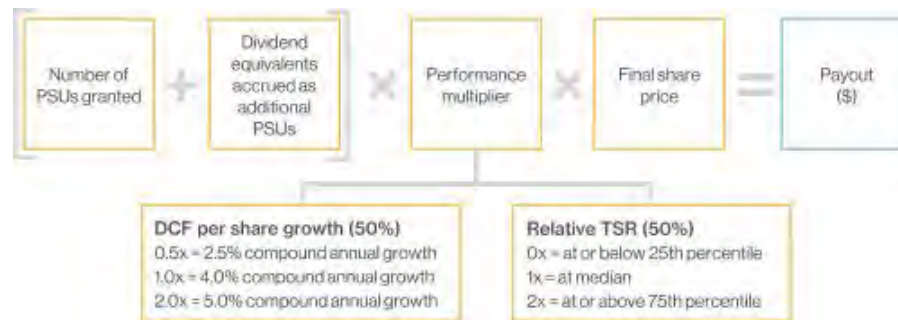 Number of
PSUs granted
+
Dividend
equivalents
accrued as
additional
PSUs
×
Performance
multiplier
×
Final share
price
=
Payout
($)
DCF per share growth (50%)
0.5x = 2.5% compound annual growth
1.0x = 4.0% compound annual growth
2.0x = 5.0% compound annual growth
Relative TSR (50%)
0x = at or below 25th percentile
1x = at median
2x = at or above 75th percentile